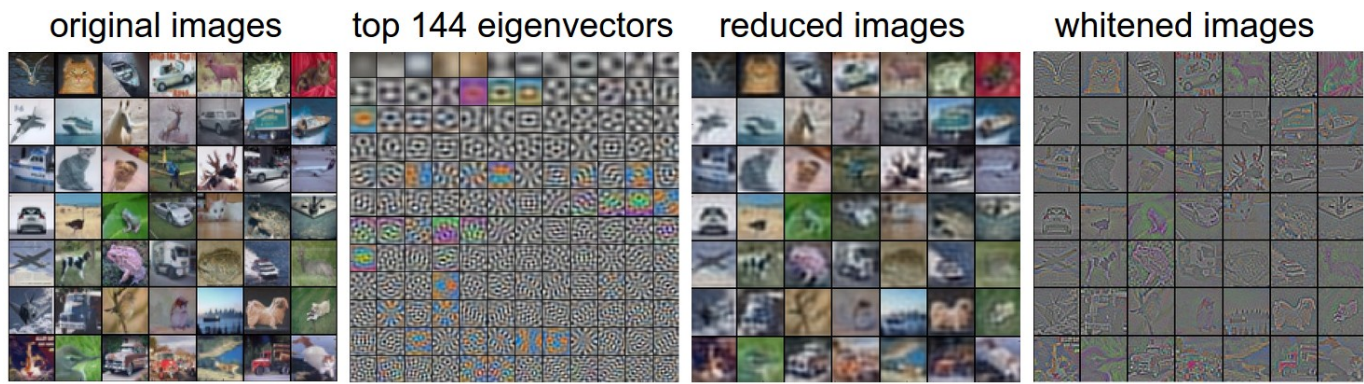 original images
top 144 eigenvectors
reduced images
whitened images